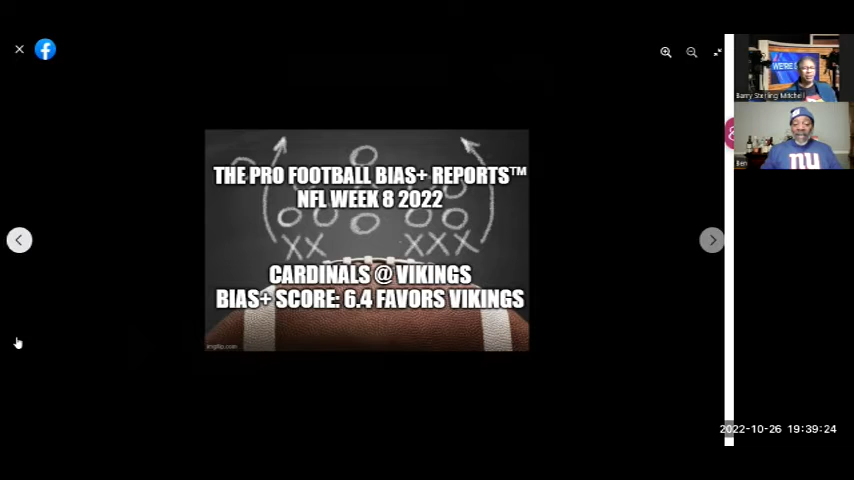 THE PRO FOOTBALL BIAS+ REPORTS™
NFL WEEK 8 2022
CARDINALS @ VIKINGS
BIAS+ SCORE: 6.4 FAVORS VIKINGS
imgflip.com
WE'RE
Barry Sterling Mitchell
ny
2022-10-26 19:39:24